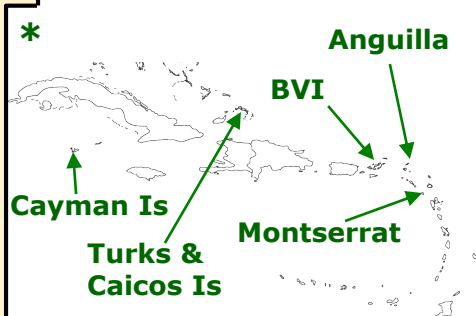 *
Anguilla
BVI
Cayman Is
Montserrat
Turks &
Caicos Is